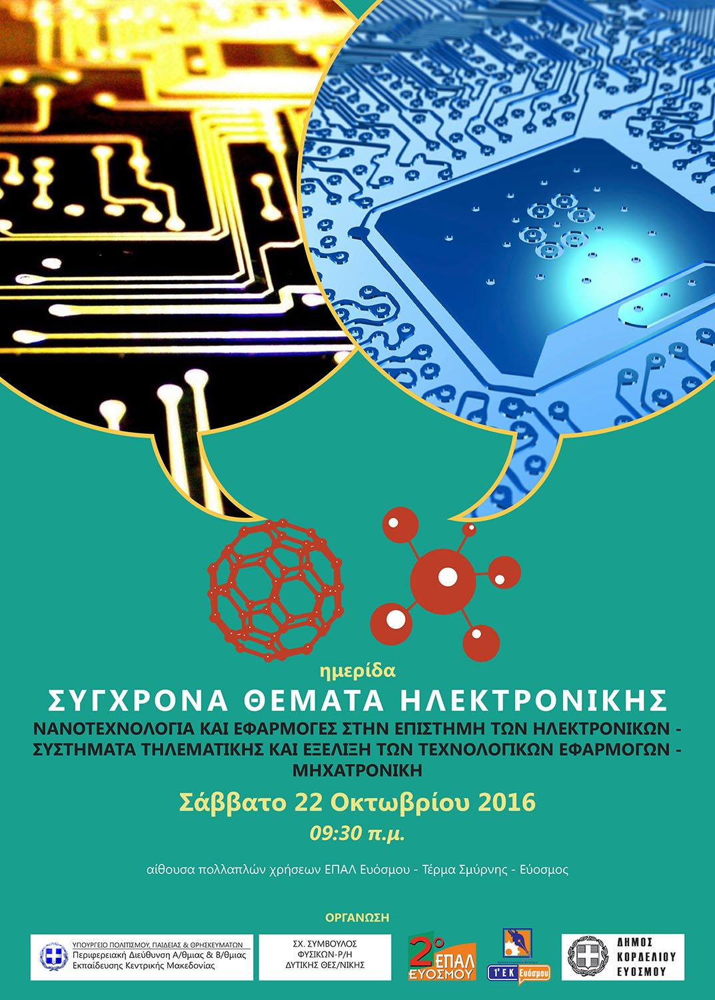 ημερίδα
ΣΥΓΧΡΟΝΑ ΘΕΜΑΤΑ ΗΛΕΚΤΡΟΝΙΚΗΣ
ΝΑΝΟΤΕΧΝΟΛΟΓΙΑ ΚΑΙ ΕΦΑΡΜΟΓΕΣ ΣΤΗΝ ΕΠΙΣΤΗΜΗ ΤΩΝ ΗΛΕΚΤΡΟΝΙΚΩΝ -
ΣΥΣΤΗΜΑΤΑ ΤΗΛΕΜΑΤΙΚΗΣ ΚΑΙ ΕΞΕΛΙΞΗ ΤΩΝ ΤΕΧΝΟΛΟΓΙΚΩΝ ΕΦΑΡΜΟΓΩΝ -
ΜΗΧΑΤΡΟΝΙΚΗ
Σάββατο 22 Οκτωβρίου 2016
09:30 π.μ.
αίθουσα πολλαπλών χρήσεων ΕΠΑΛ Ευόσμου - Τέρμα Σμύρνης - Εύοσμος
ΟΡΓΑΝΩΣΗ
ΥΠΟΥΡΓΕΙΟ ΠΟΛΙΤΙΣΜΟΥ, ΠΑΙΔΕΙΑΣ & ΘΡΗΣΚΕΥΜΑΤΩΝ
Περιφερειακή Διεύθυνση Α/θμιας & Β/θμιας
Εκπαίδευσης Κεντρικής Μακεδονίας
ΣΧ. ΣΥΜΒΟΥΛΟΣ
ΦΥΣΙΚΩΝ-Ρ/Η
ΔΥΤΙΚΗΣ ΘΕΣ/ΝΙΚΗΣ
2ο ΕΠΑΛ
ΕΥΟΣΜΟΥ
1ο Ε Κ Ευόσμου
ΔΗΜΟΣ
ΚΟΡΔΕΛΙΟΥ
ΕΥΟΣΜΟΥ